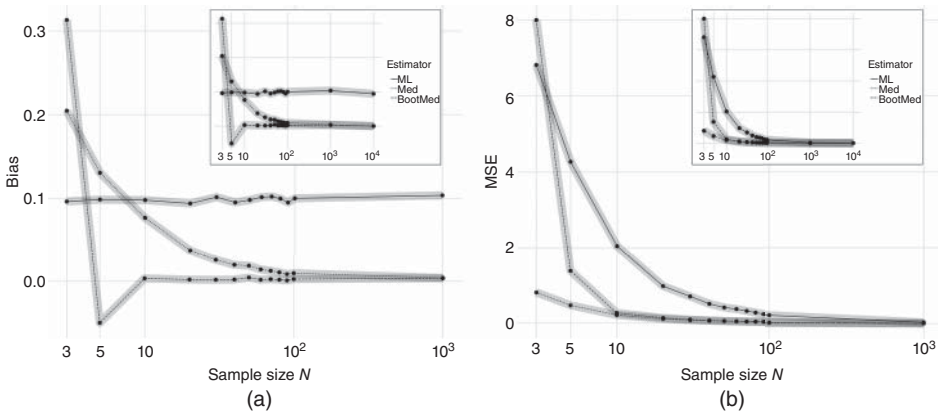 0.3
0.2
0.1
0.0
Bias
3 5 10 10² 10³
Sample size N
(a)
Estimator
ML
Med
BootMed
3 5 10 10² 10³ 10⁴
8
6
4
2
0
MSE
3 5 10 10² 10³
Sample size N
(b)
Estimator
ML
Med
BootMed
3 5 10 10² 10³ 10⁴